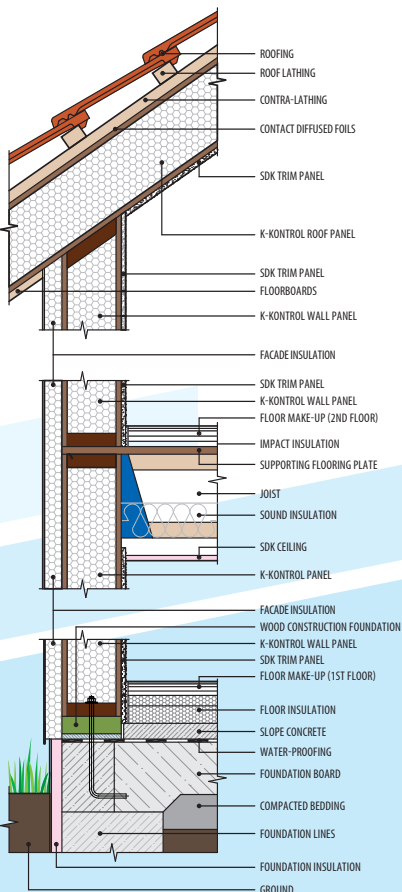 ROOFING
ROOF LATHING
CONTRA-LATHING
CONTACT DIFFUSED FOILS
SDK TRIM PANEL
K-KONTROL ROOF PANEL
SDK TRIM PANEL
FLOORBOARDS
K-KONTROL WALL PANEL
FACADE INSULATION
SDK TRIM PANEL
K-KONTROL WALL PANEL
FLOOR MAKE-UP (2ND FLOOR)
IMPACT INSULATION
SUPPORTING FLOORING PLATE
JOIST
SOUND INSULATION
SDK CEILING
K-KONTROL PANEL
FACADE INSULATION
WOOD CONSTRUCTION FOUNDATION
K-KONTROL WALL PANEL
SDK TRIM PANEL
FLOOR MAKE-UP (1ST FLOOR)
FLOOR INSULATION
SLOPE CONCRETE
WATER-PROOFING
FOUNDATION BOARD
COMPACTED BEDDING
FOUNDATION LINES
FOUNDATION INSULATION
GROUND